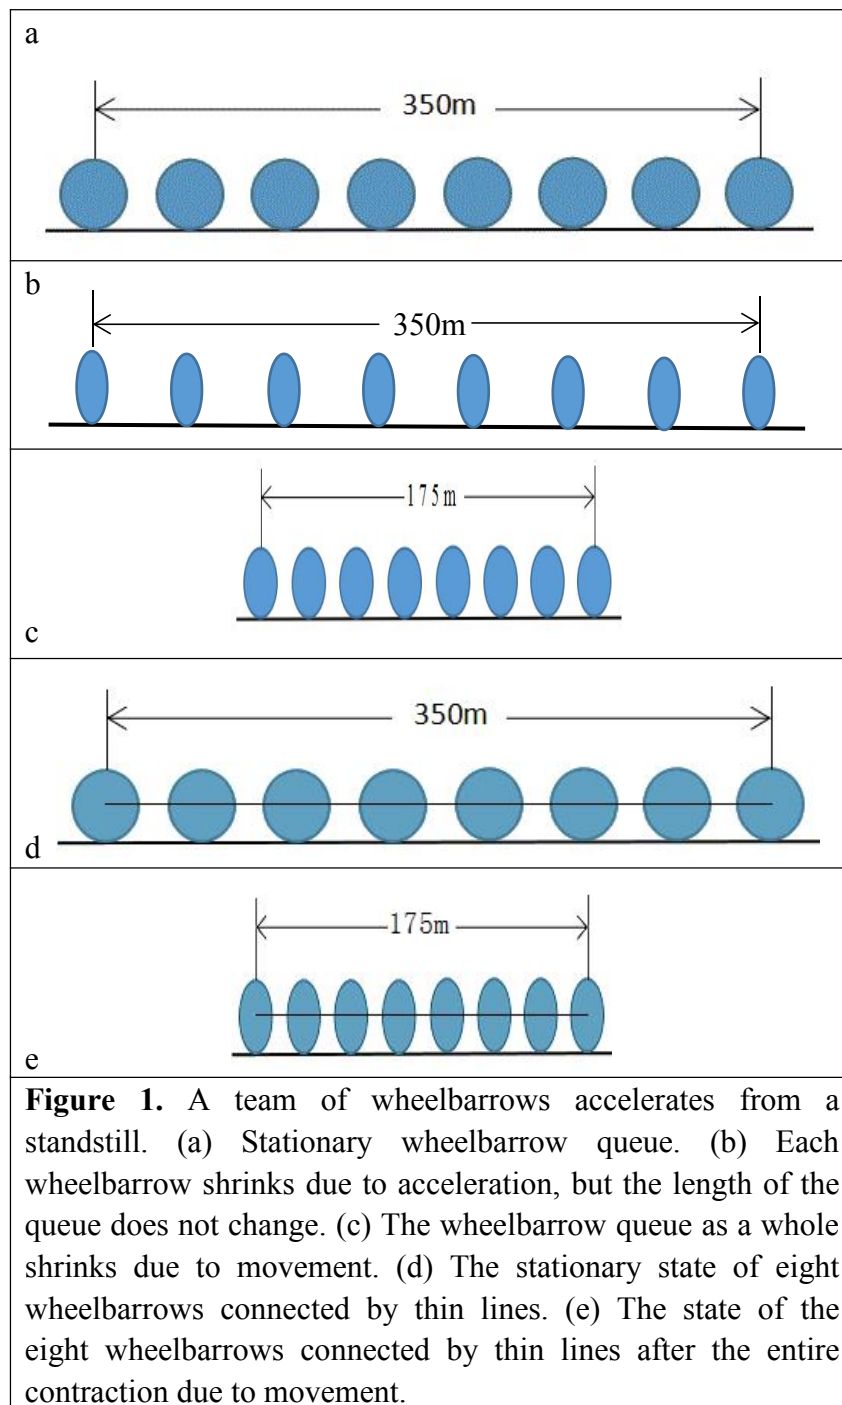 a
350m
b
350m
175m
c
350m
d
175m
e
Figure 1. A team of wheelbarrows accelerates from a
standstill. (a) Stationary wheelbarrow queue. (b) Each
wheelbarrow shrinks due to acceleration, but the length of the
queue does not change. (c) The wheelbarrow queue as a whole
shrinks due to movement. (d) The stationary state of eight
wheelbarrows connected by thin lines. (e) The state of the
eight wheelbarrows connected by thin lines after the entire
contraction due to movement.